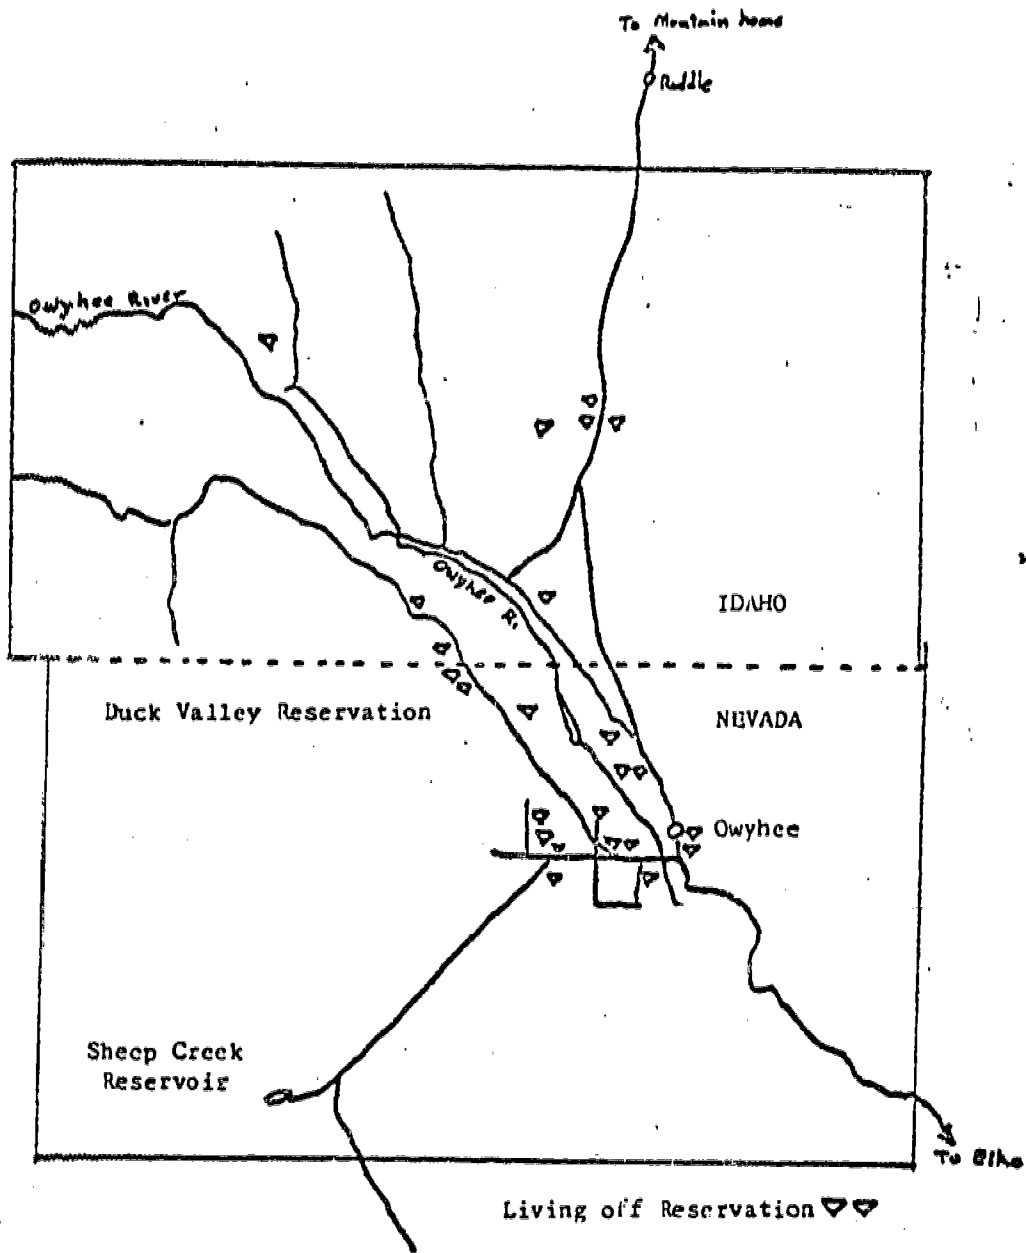 To Mountain home
Riddle
Owyhee River
Owyhee R.
IDAHO
Duck Valley Reservation
NEVADA
Owyhee
Sheep Creek
Reservoir
To Elko
Living off Reservation